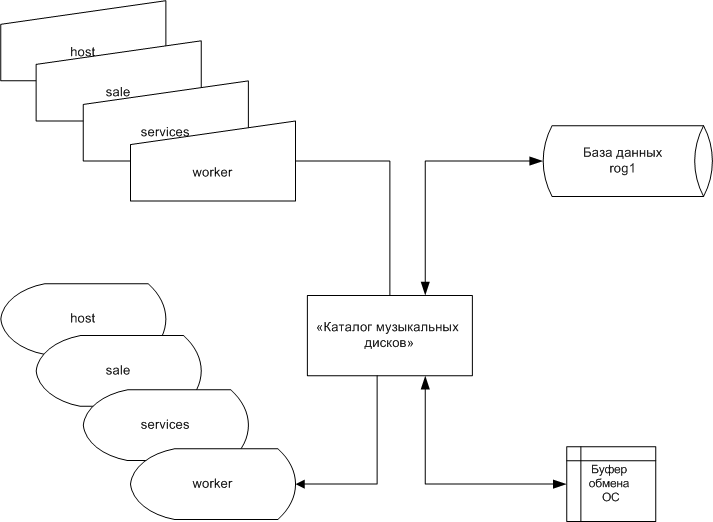 host
sale
services
worker
База данных
rog1
«Каталог музыкальных
дисков»
host
sale
services
worker
Буфер
обмена
ОС